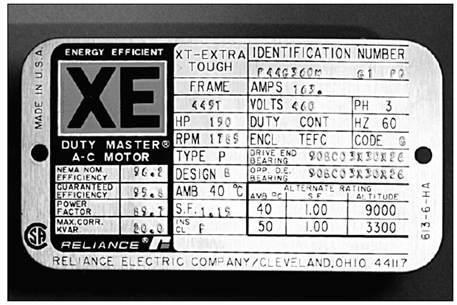 MADE IN U.S.A.
ENERGY EFFICIENT
XE
DUTY MASTER®
A-C MOTOR
NEMA NOM. EFFICIENCY 96.2
GUARANTEED EFFICIENCY 95.8
POWER FACTOR 89.7
MAX. CORR. KVAR 20.0
RELIANCE®
XT-EXTRA TOUGH
FRAME
449T
HP 190
RPM 1785
TYPE P
DESIGN B
AMB 40 °C
S.F. 1.15
INS CL F
IDENTIFICATION NUMBER
G1
AMPS 163.
VOLTS 460 PH 3
DUTY CONT HZ 60
ENCL TEFC CODE G
DRIVE END BEARING 90BC03X30X26
OPP. D.E. BEARING 90BC03X30X26
ALTERNATE RATING
AMB °C S.F. ALTITUDE
40 1.00 9000
50 1.00 3300
613-6-HA
SA
RELIANCE ELECTRIC COMPANY/CLEVELAND, OHIO 44117